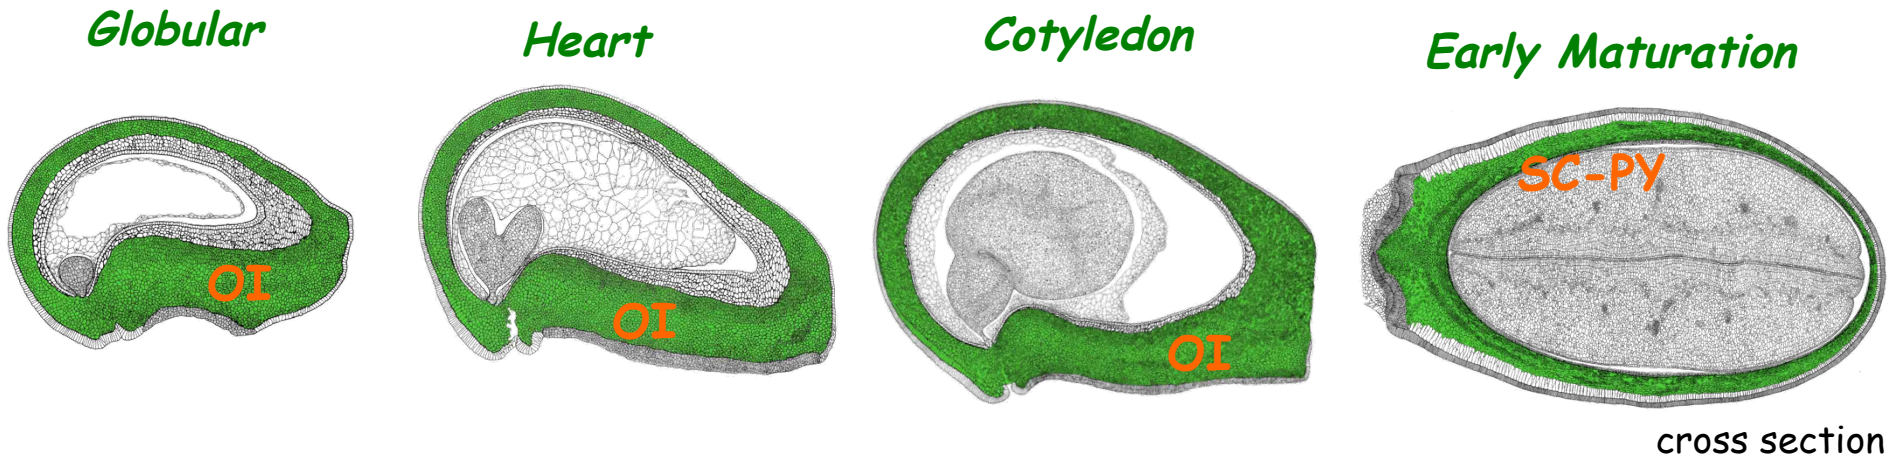 Globular
Heart
Cotyledon
Early Maturation
OI
OI
OI
SC-PY
cross section